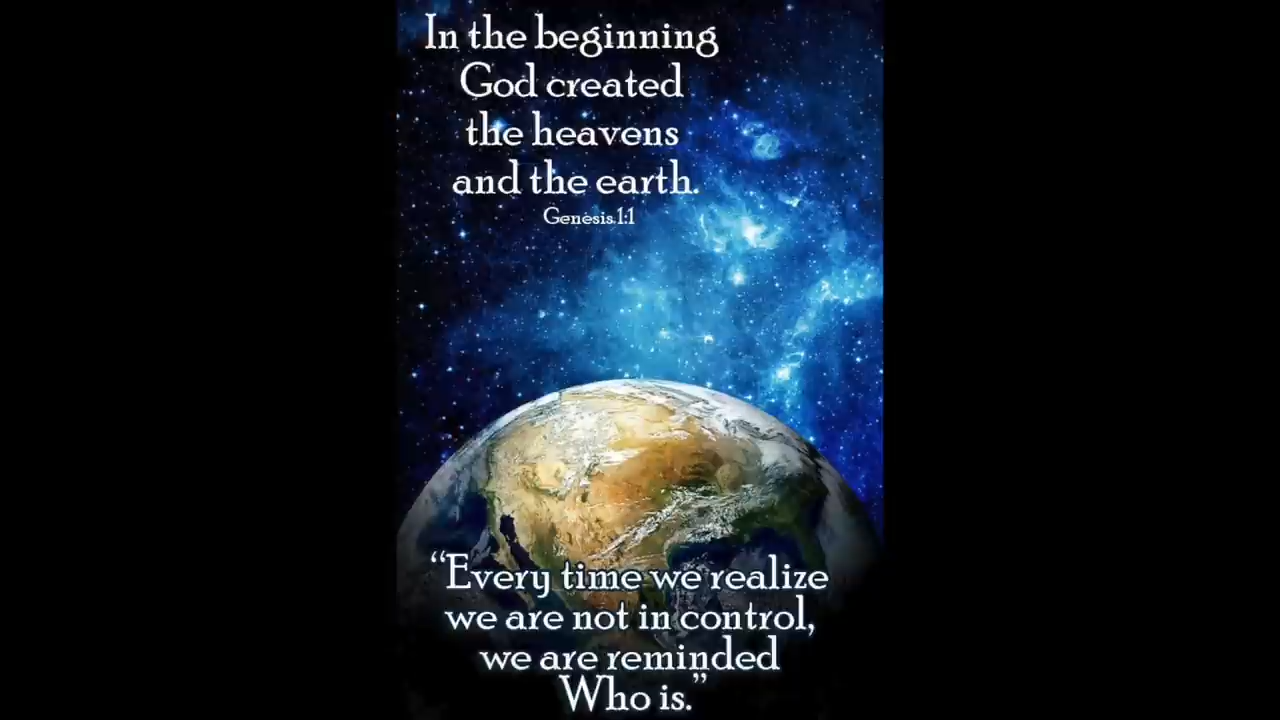 In the beginning
God created
the heavens
and the earth.
Genesis 1:1
“Every time we realize
we are not in control,
we are reminded
Who is.”